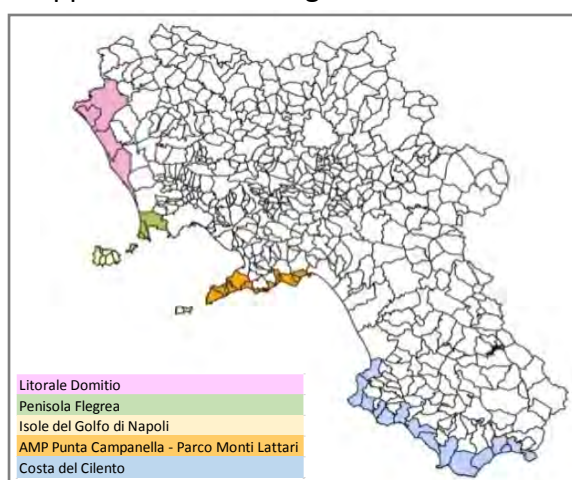 Litorale Domitio
Penisola Flegrea
Isole del Golfo di Napoli
AMP Punta Campanella - Parco Monti Lattari
Costa del Cilento